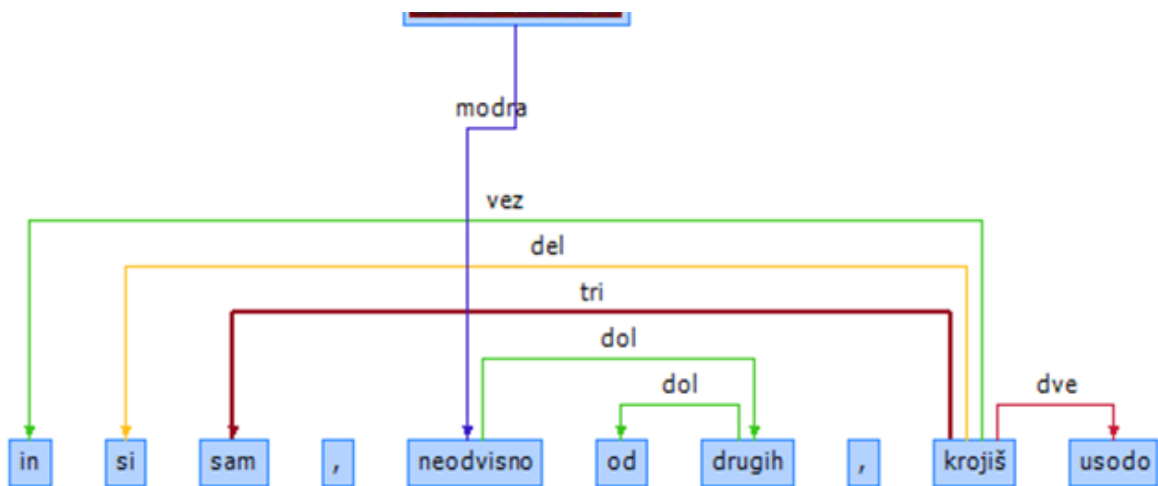 modra
vez
del
tri
dol
dol dve
in si sam , neodvisno od drugih , krojiš usodo